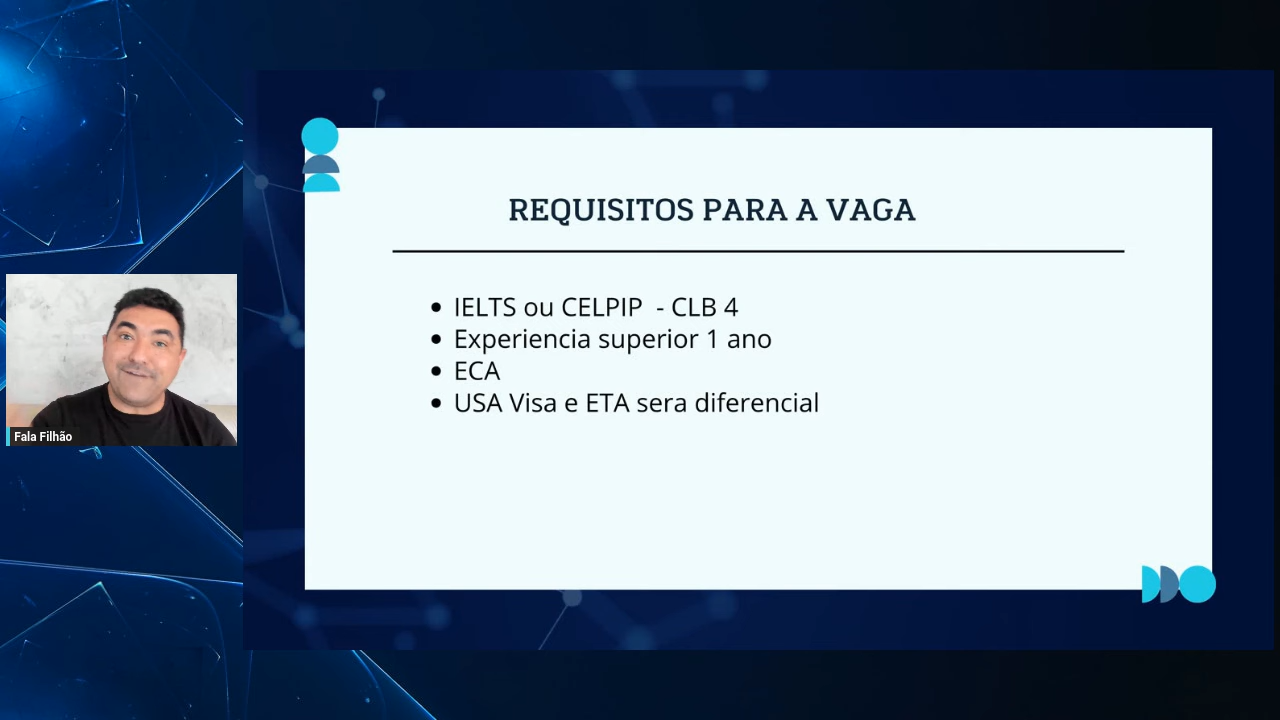 REQUISITOS PARA A VAGA
IELTS ou CELPIP - CLB 4
Experiencia superior 1 ano
ECA
USA Visa e ETA sera diferencial
Fala Filhão